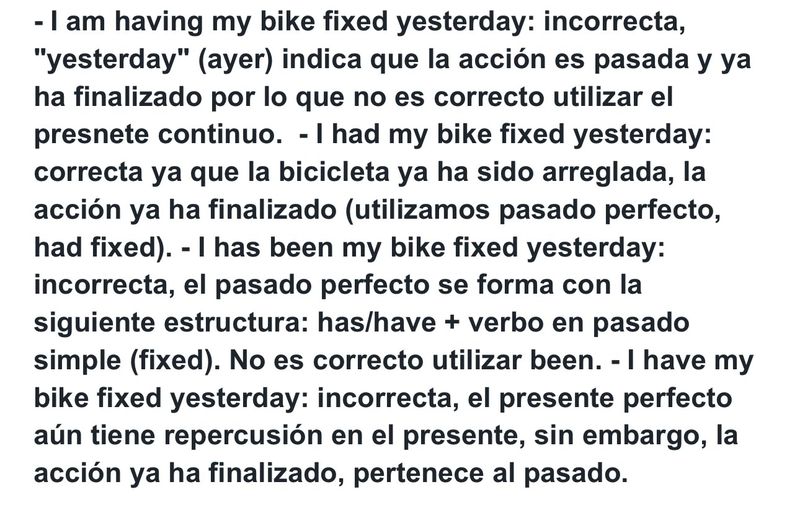 - I am having my bike fixed yesterday: incorrecta,
"yesterday" (ayer) indica que la acción es pasada y ya
ha finalizado por lo que no es correcto utilizar el
presnete continuo.  - I had my bike fixed yesterday:
correcta ya que la bicicleta ya ha sido arreglada, la
acción ya ha finalizado (utilizamos pasado perfecto,
had fixed). - I has been my bike fixed yesterday:
incorrecta, el pasado perfecto se forma con la
siguiente estructura: has/have + verbo en pasado
simple (fixed). No es correcto utilizar been. - I have my
bike fixed yesterday: incorrecta, el presente perfecto
aún tiene repercusión en el presente, sin embargo, la
acción ya ha finalizado, pertenece al pasado.